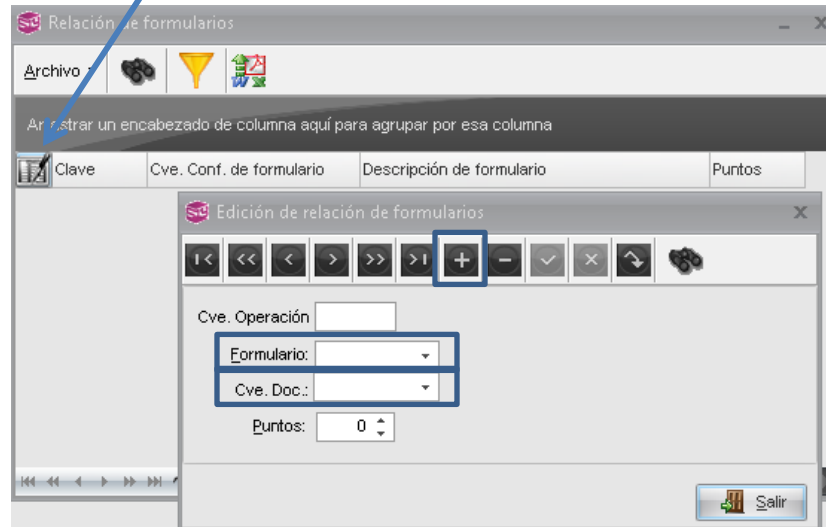 Relación de formularios
Archivo
Arrastrar un encabezado de columna aquí para agrupar por esa columna
Clave Cve. Conf. de formulario Descripción de formulario Puntos
Edición de relación de formularios
Cve. Operación
Formulario:
Cve. Doc.:
Puntos: 0
Salir